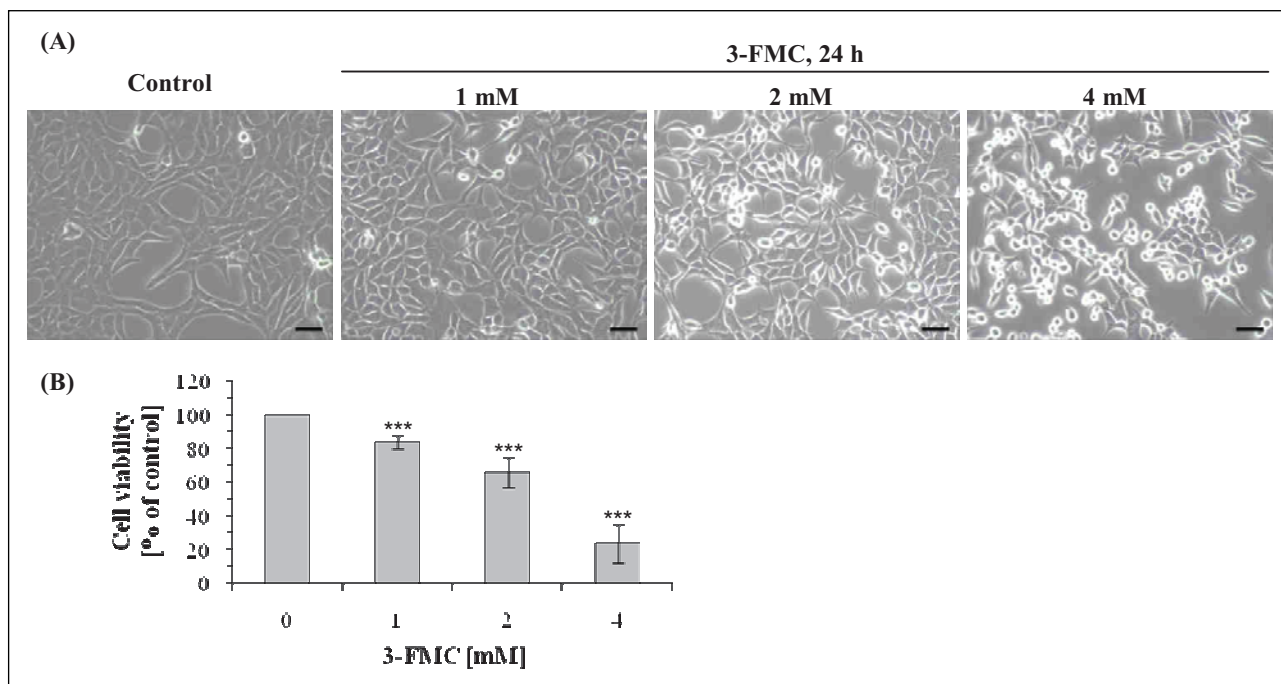 (A)
3-FMC, 24 h
Control
1 mM
2 mM
4 mM
(B)
120
100
80
60
40
20
0
Cell viability
[% of control]
***
***
***
0 1 2 4
3-FMC [mM]